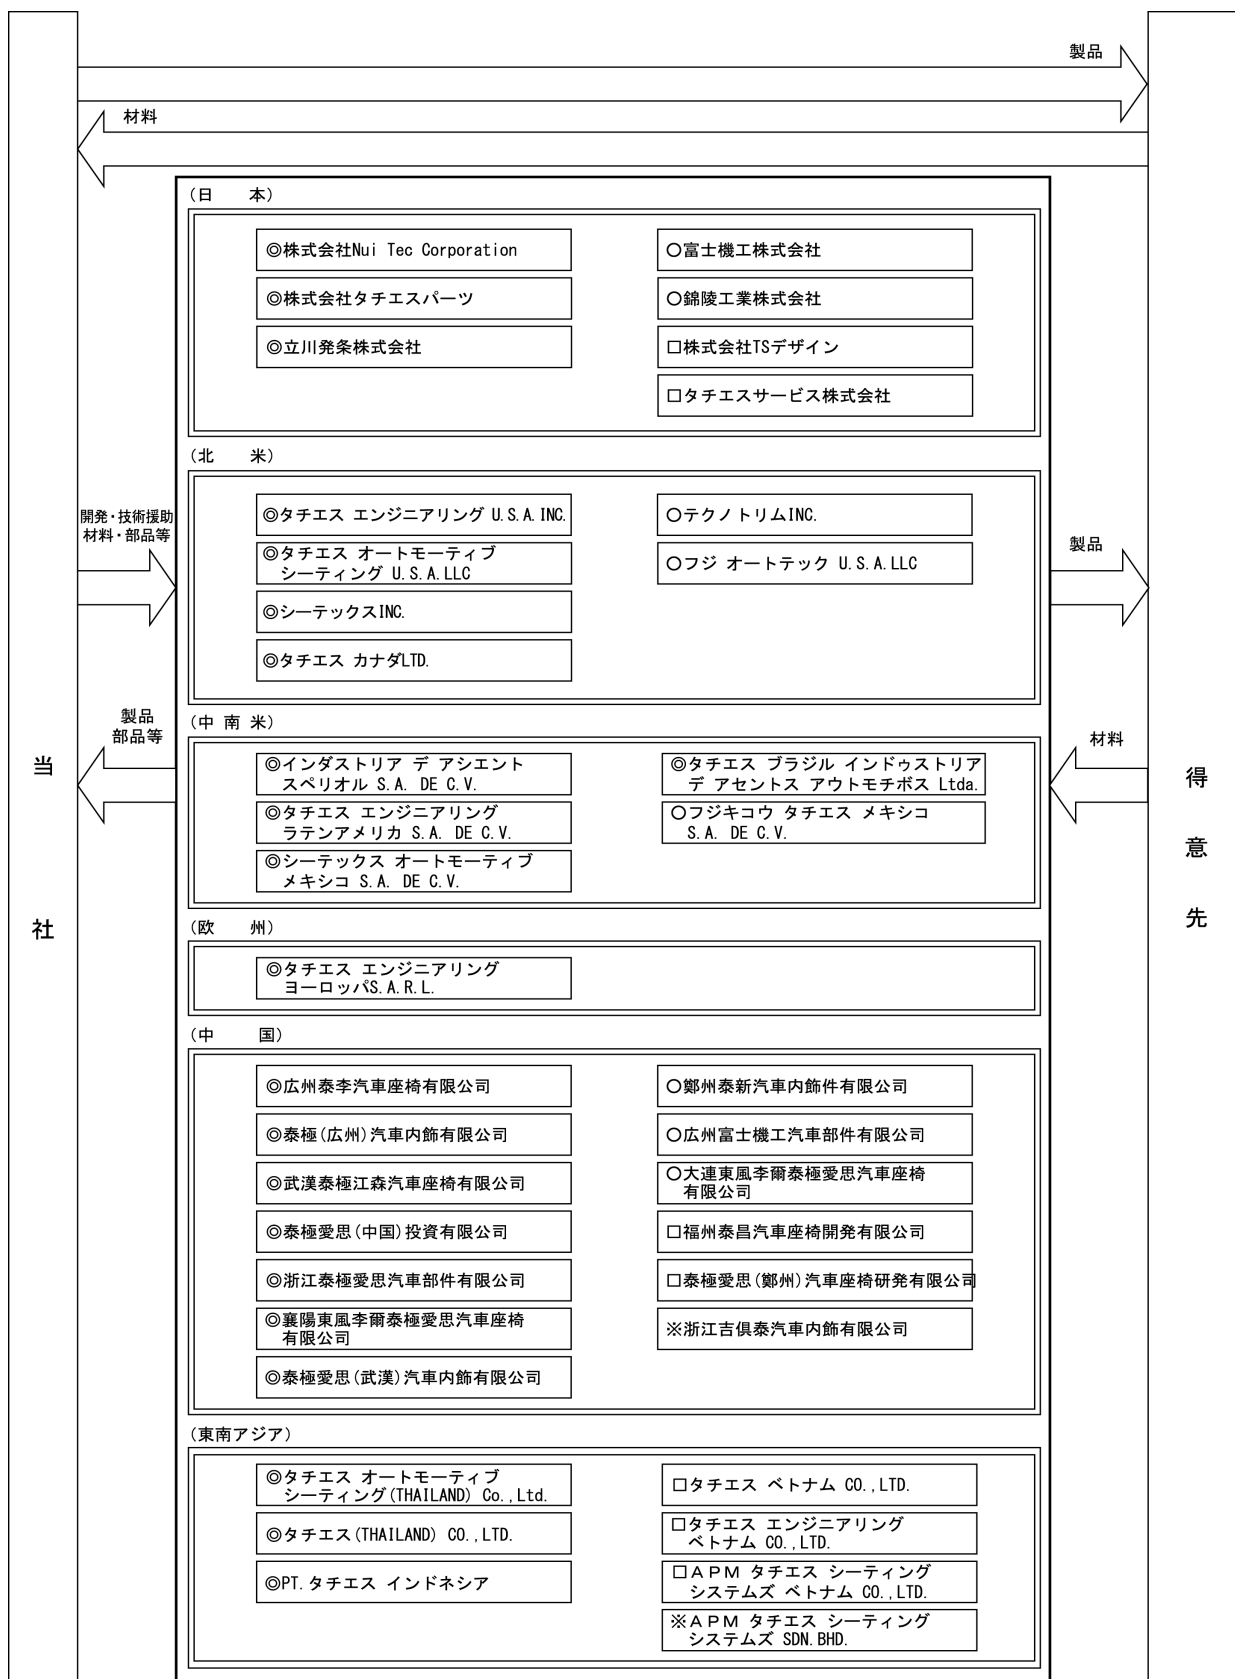 製品
材料
(日　本)
◎株式会社Nui Tec Corporation
○富士機工株式会社
◎株式会社タチエスパーツ
○錦陵工業株式会社
◎立川発条株式会社
□株式会社TSデザイン
□タチエスサービス株式会社
(北　米)
◎タチエス エンジニアリング U.S.A.INC.
○テクノトリムINC.
◎タチエス オートモーティブ
シーティング U.S.A.LLC
○フジ オートテック U.S.A.LLC
◎シーテックスINC.
◎タチエス カナダLTD.
開発・技術援助
材料・部品等
製品
製品
部品等
材料
(中 南 米)
◎インダストリア デ アシエント
スペリオル S.A. DE C.V.
◎タチエス ブラジル インドゥストリア
デ アセントス アウトモチボス Ltda.
◎タチエス エンジニアリング
ラテンアメリカ S.A. DE C.V.
○フジキコウ タチエス メキシコ
S.A. DE C.V.
◎シーテックス オートモーティブ
メキシコ S.A. DE C.V.
当
社
得
意
先
(欧　州)
◎タチエス エンジニアリング
ヨーロッパS.A.R.L.
(中　国)
◎広州泰李汽車座椅有限公司
○鄭州泰新汽車内飾件有限公司
◎泰極(広州)汽車内飾有限公司
○広州富士機工汽車部件有限公司
◎武漢泰極江森汽車座椅有限公司
○大連東風李爾泰極愛思汽車座椅
有限公司
◎泰極愛思(中国)投資有限公司
□福州泰昌汽車座椅開発有限公司
◎浙江泰極愛思汽車部件有限公司
□泰極愛思(鄭州)汽車座椅研発有限公司
◎襄陽東風李爾泰極愛思汽車座椅
有限公司
※浙江吉俱泰汽車内飾有限公司
◎泰極愛思(武漢)汽車内飾有限公司
(東南アジア)
◎タチエス オートモーティブ
シーティング(THAILAND) Co.,Ltd.
□タチエス ベトナム CO.,LTD.
◎タチエス(THAILAND) CO.,LTD.
□タチエス エンジニアリング
ベトナム CO.,LTD.
◎PT.タチエス インドネシア
□ＡＰＭ タチエス シーティング
システムズ ベトナム CO.,LTD.
※ＡＰＭ タチエス シーティング
システムズ SDN.BHD.